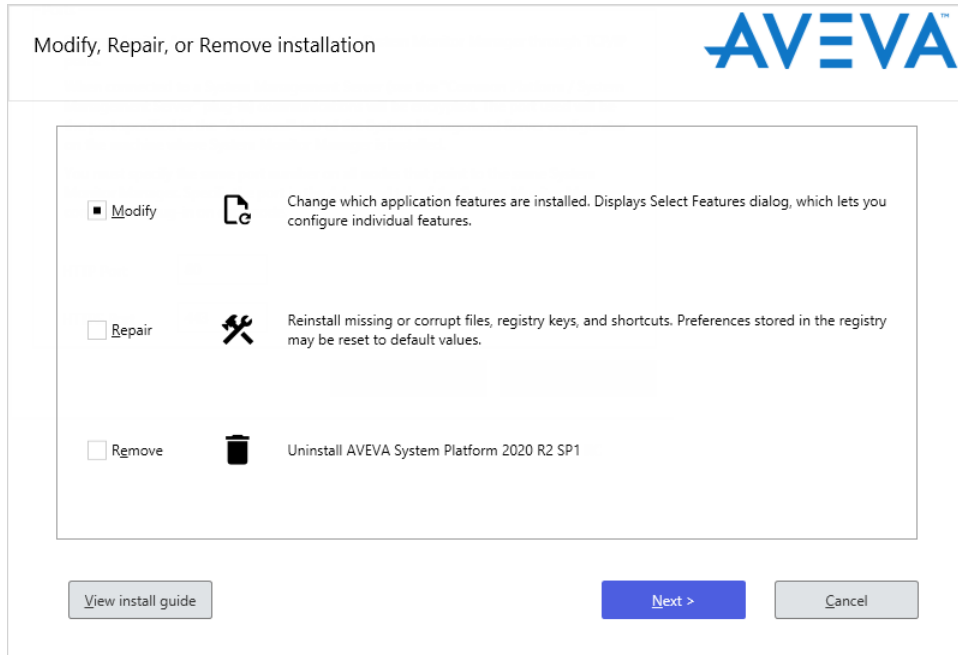 Modify, Repair, or Remove installation
AVEVA™
Modify
Change which application features are installed. Displays Select Features dialog, which lets you
configure individual features.
Repair
Reinstall missing or corrupt files, registry keys, and shortcuts. Preferences stored in the registry
may be reset to default values.
Remove
Uninstall AVEVA System Platform 2020 R2 SP1
View install guide
Next >
Cancel